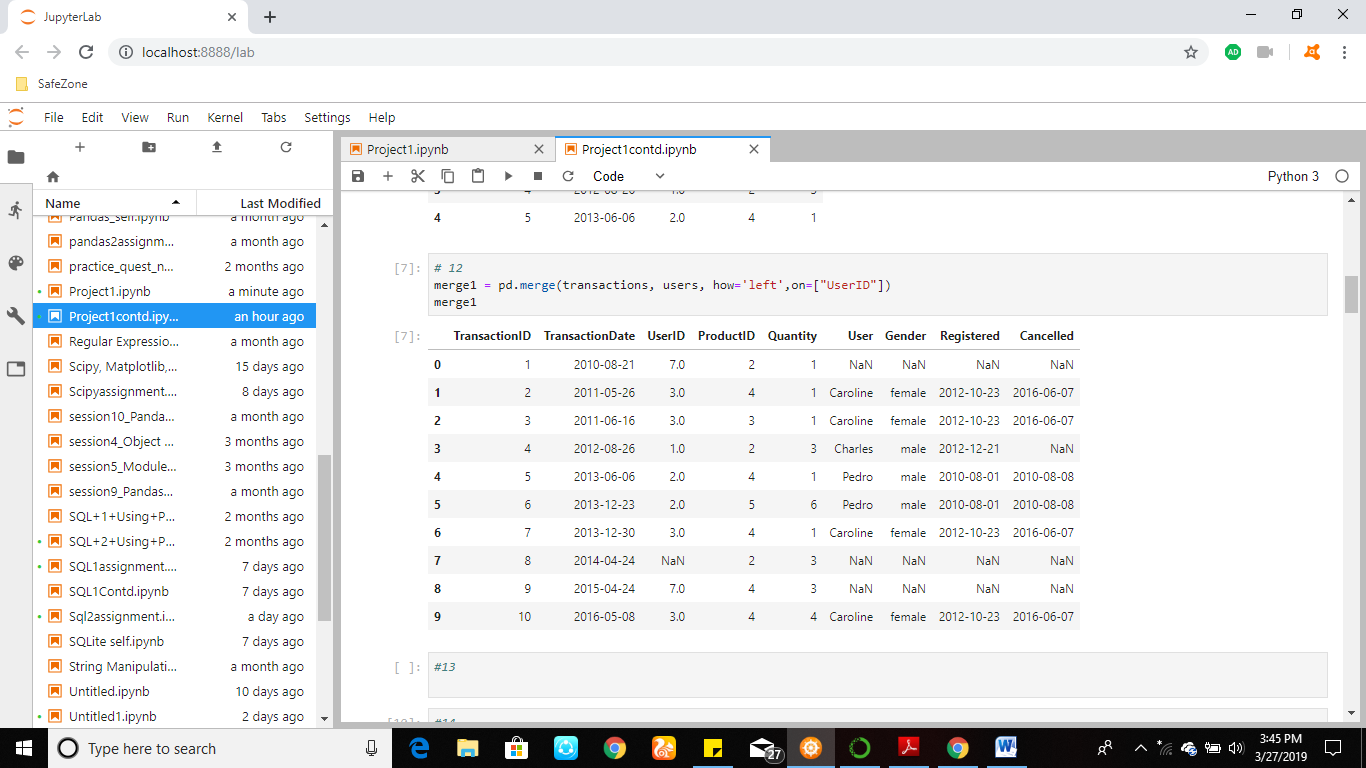 JupyterLab
localhost:8888/lab
AD
SafeZone
File Edit View Run Kernel Tabs Settings Help
Name Last Modified
Pandas_self.ipynb a month ago
pandas2assignm... a month ago
practice_quest_n... 2 months ago
Project1.ipynb a minute ago
Project1contd.ipy... an hour ago
Regular Expressio... a month ago
Scipy, Matplotlib,... 15 days ago
Scipyassignment.... 8 days ago
session10_Panda... a month ago
session4_Object ... 3 months ago
session5_Module... 3 months ago
session9_Pandas... a month ago
SQL+1+Using+P... 2 months ago
SQL+2+Using+P... 2 months ago
SQL1assignment.... 7 days ago
SQL1Contd.ipynb 7 days ago
Sql2assignment.i... a day ago
SQLite self.ipynb 7 days ago
String Manipulati... a month ago
Untitled.ipynb 10 days ago
Untitled1.ipynb 2 days ago
Project1.ipynb Project1contd.ipynb
Code Python 3
4 5 2013-06-06 2.0 4 1
[7]: # 12
merge1 = pd.merge(transactions, users, how='left',on=["UserID"])
merge1
[7]: TransactionID TransactionDate UserID ProductID Quantity User Gender Registered Cancelled
0 1 2010-08-21 7.0 2 1 NaN NaN NaN NaN
1 2 2011-05-26 3.0 4 1 Caroline female 2012-10-23 2016-06-07
2 3 2011-06-16 3.0 3 1 Caroline female 2012-10-23 2016-06-07
3 4 2012-08-26 1.0 2 3 Charles male 2012-12-21 NaN
4 5 2013-06-06 2.0 4 1 Pedro male 2010-08-01 2010-08-08
5 6 2013-12-23 2.0 5 6 Pedro male 2010-08-01 2010-08-08
6 7 2013-12-30 3.0 4 1 Caroline female 2012-10-23 2016-06-07
7 8 2014-04-24 NaN 2 3 NaN NaN NaN NaN
8 9 2015-04-24 7.0 4 3 NaN NaN NaN NaN
9 10 2016-05-08 3.0 4 4 Caroline female 2012-10-23 2016-06-07
[ ]: #13
#14
Type here to search
27
3:45 PM
3/27/2019